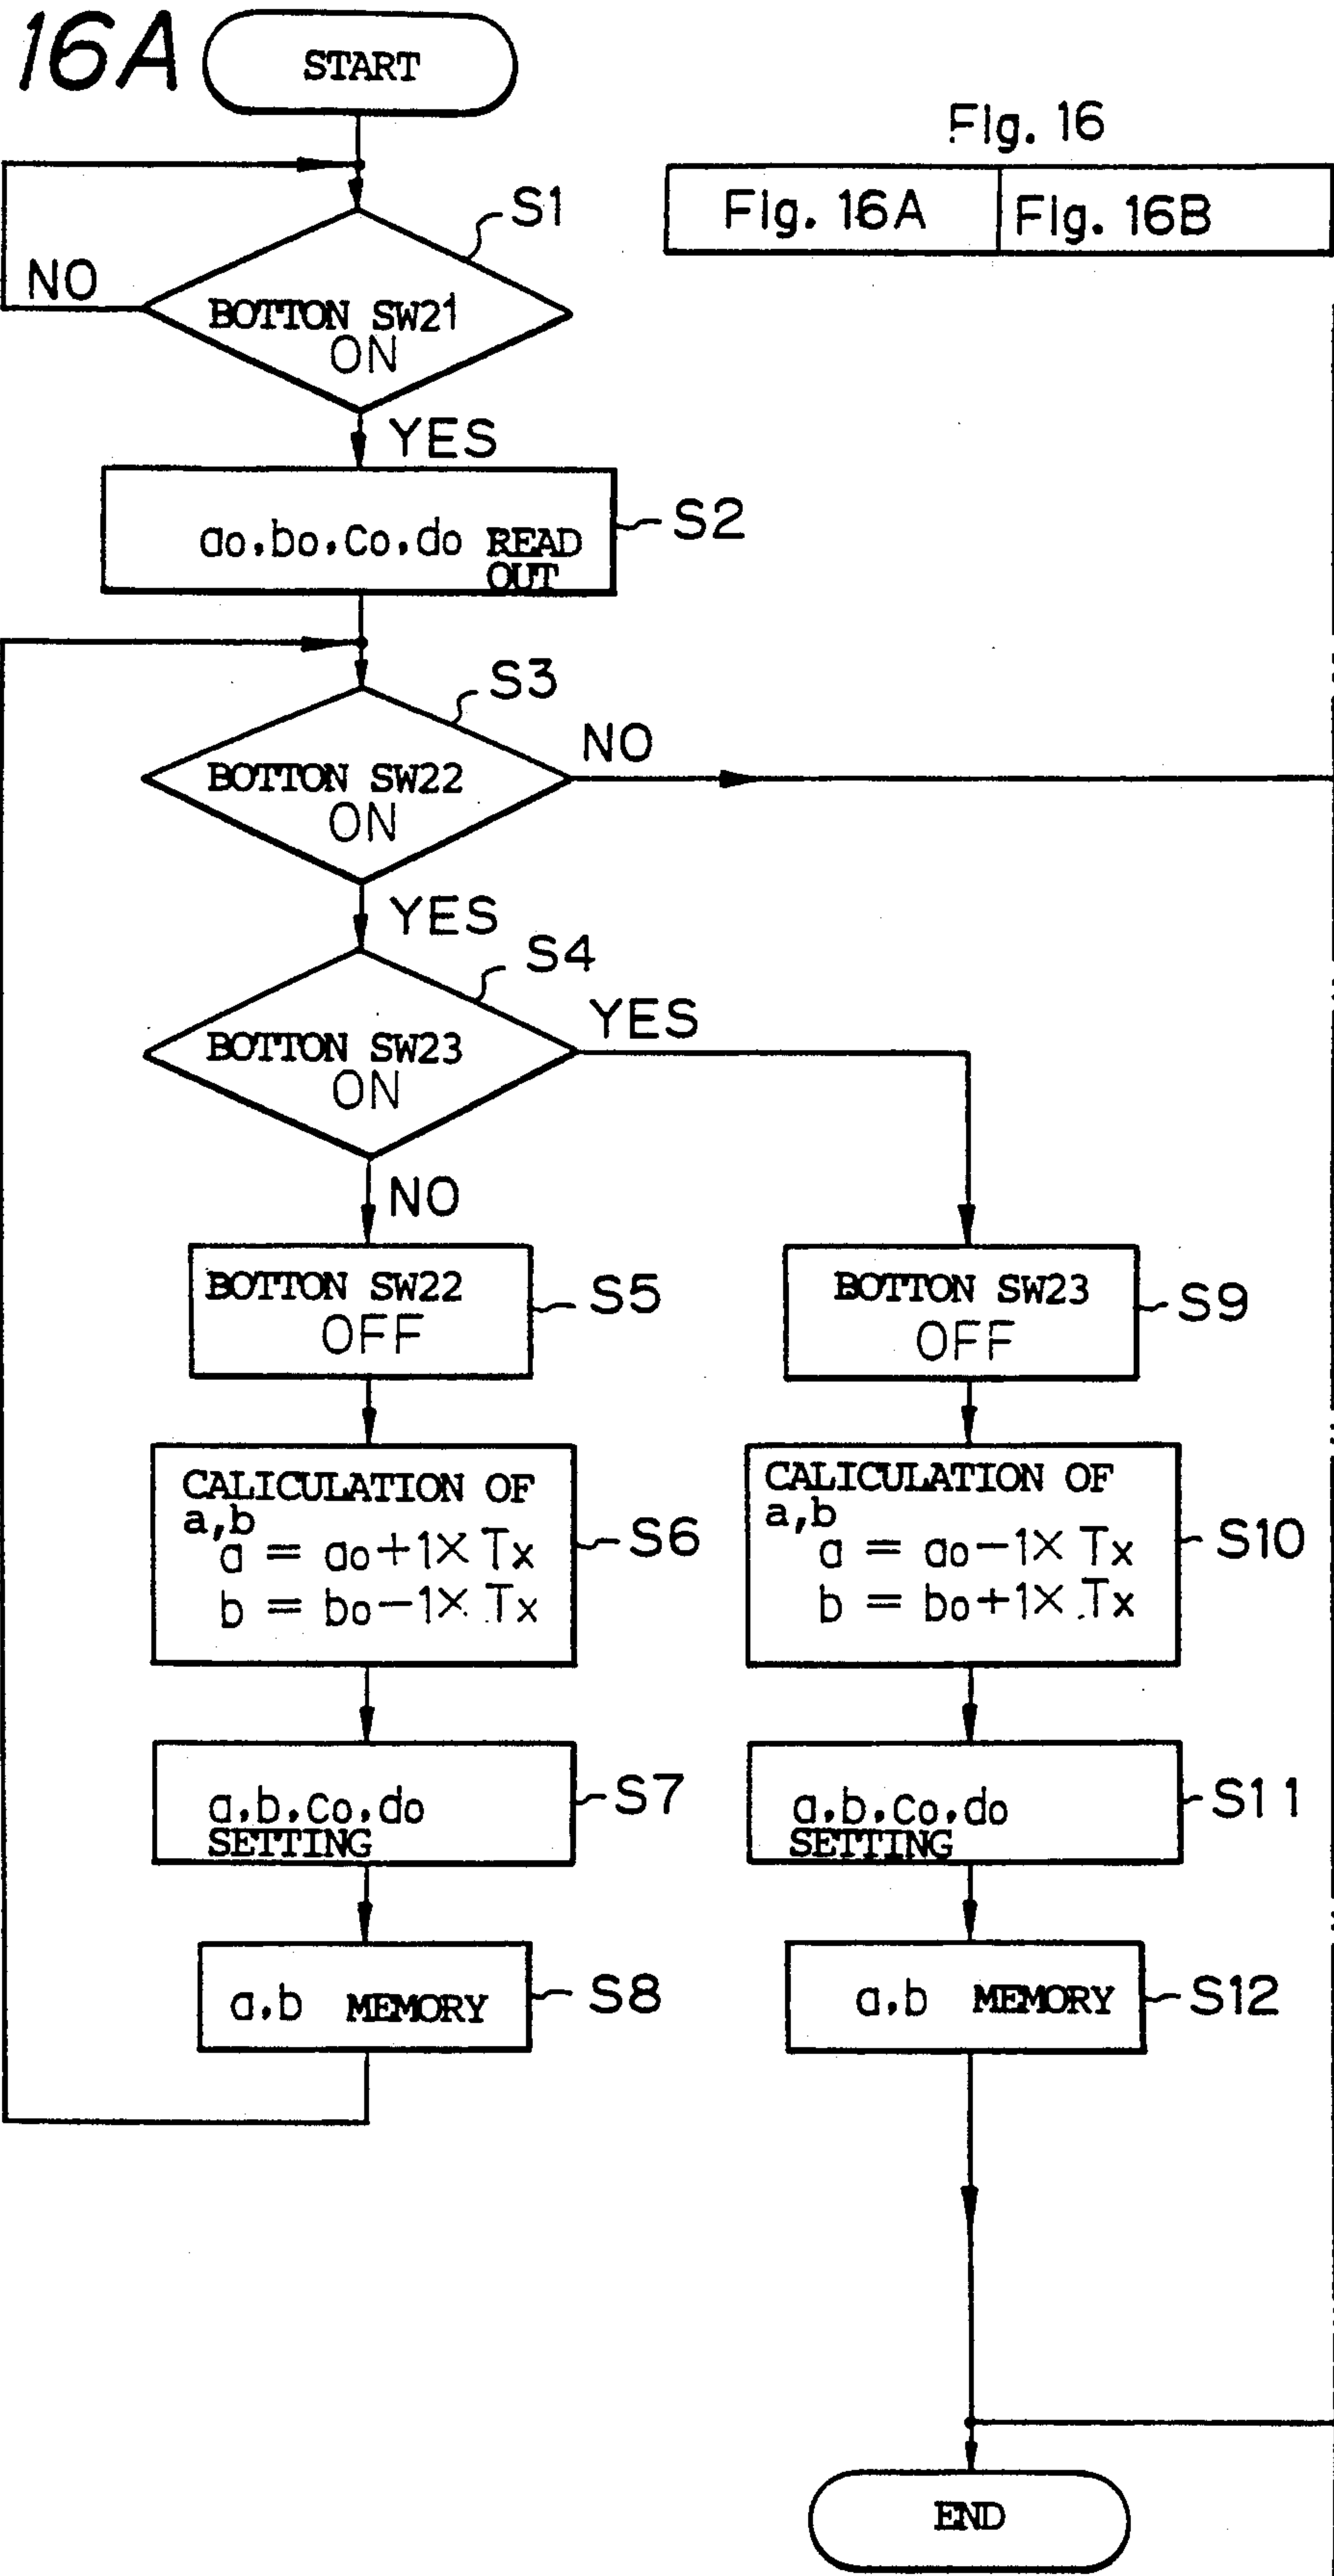 16A
START
Fig. 16
Fig. 16A
Fig. 16B
S1
NO
BOTTON SW21
ON
YES
S2
ao,bo,co,do READ
OUT
S3
NO
BOTTON SW22
ON
YES
S4
YES
BOTTON SW23
ON
NO
BOTTON SW22
OFF
S5
BOTTON SW23
OFF
S9
CALICULATION OF
a,b
a = ao+1× Tx
b = bo-1× Tx
S6
CALICULATION OF
a,b
a = ao-1× Tx
b = bo+1× Tx
S10
a,b,co,do
SETTING
S7
a,b,co,do
SETTING
S11
a,b MEMORY
S8
a,b MEMORY
S12
END